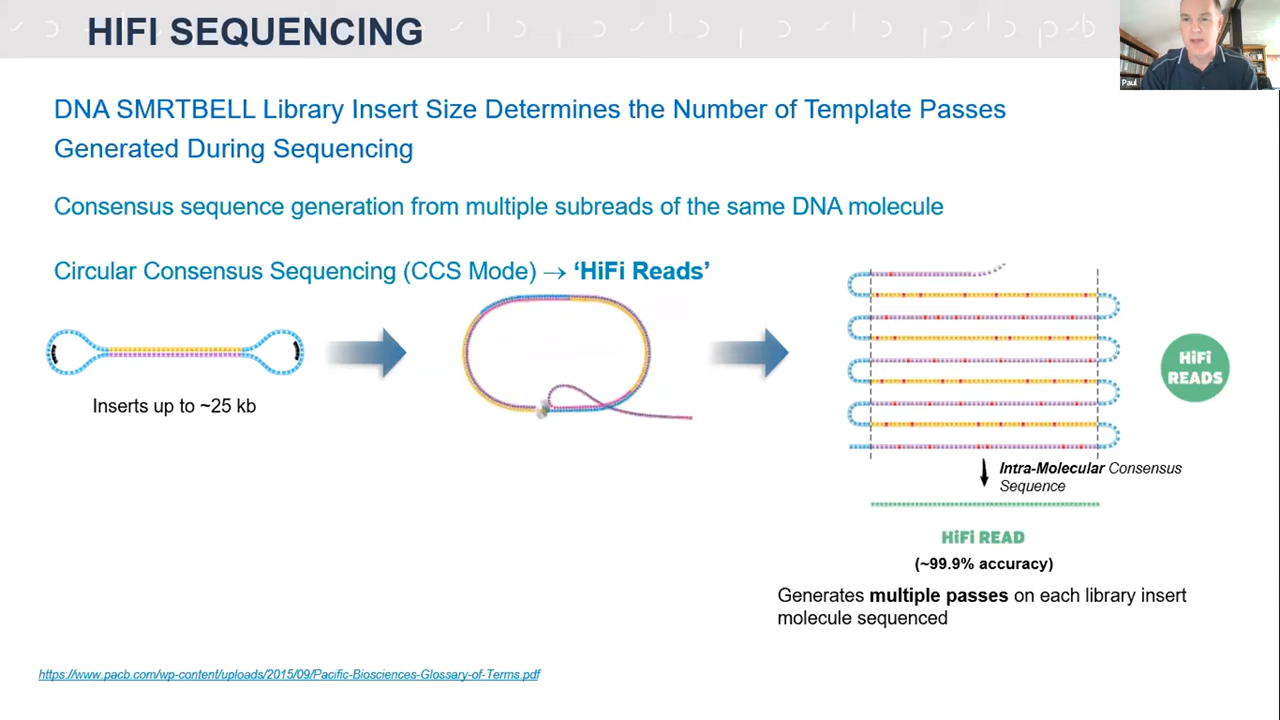 HIFI SEQUENCING
Paul
DNA SMRTBELL Library Insert Size Determines the Number of Template Passes
Generated During Sequencing
Consensus sequence generation from multiple subreads of the same DNA molecule
Circular Consensus Sequencing (CCS Mode) → ‘HiFi Reads’
Inserts up to ~25 kb
HiFi
READS
Intra-Molecular Consensus
Sequence
HiFi READ
(~99.9% accuracy)
Generates multiple passes on each library insert
molecule sequenced
https://www.pacb.com/wp-content/uploads/2015/09/Pacific-Biosciences-Glossary-of-Terms.pdf